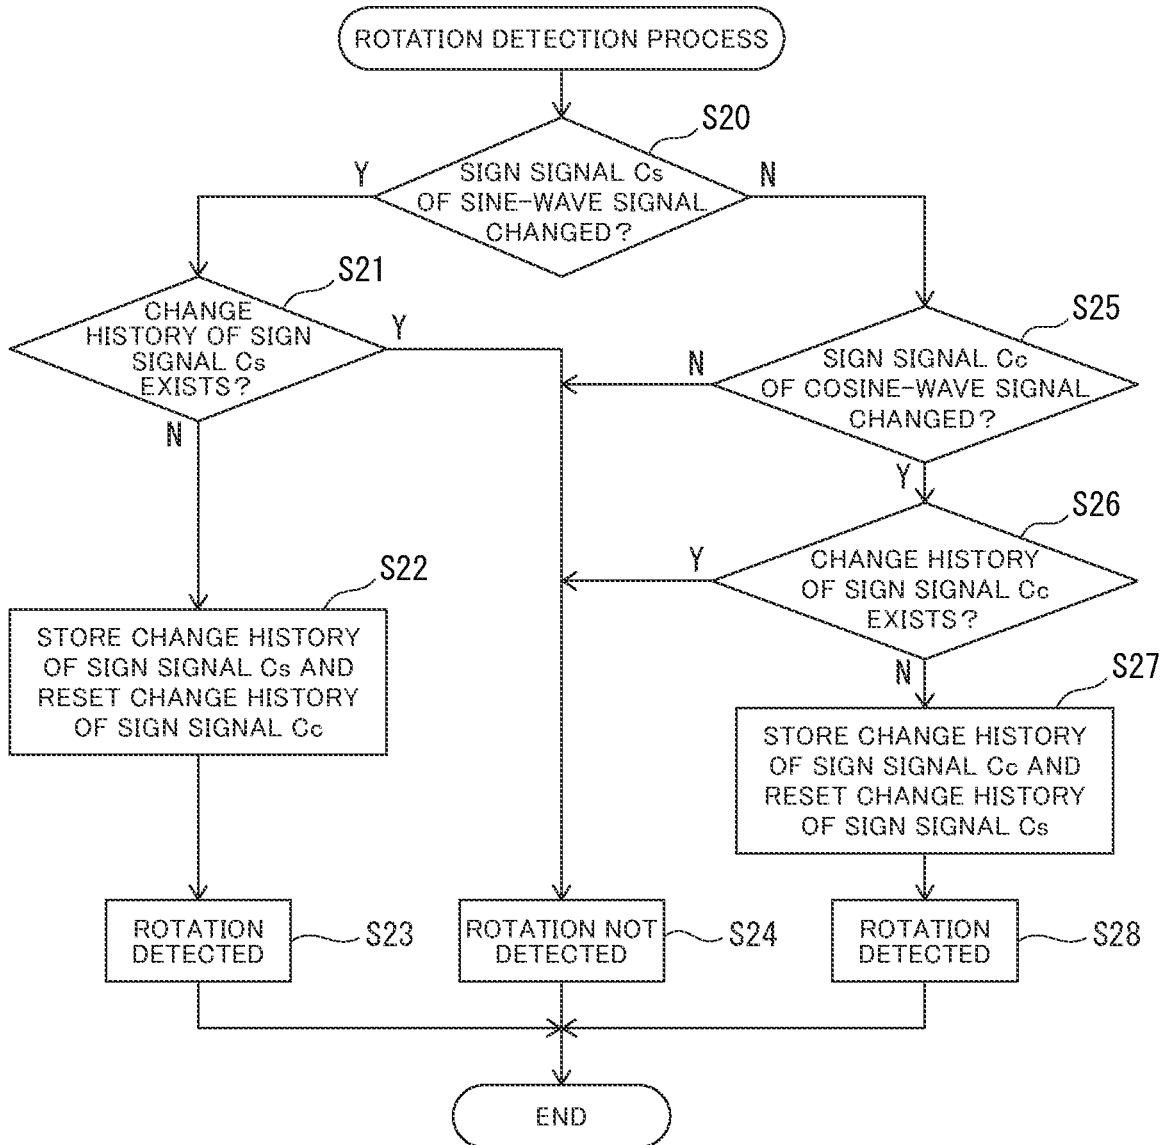 ROTATION DETECTION PROCESS
S20
SIGN SIGNAL Cs
OF SINE-WAVE SIGNAL
CHANGED?
Y
N
S21
CHANGE
HISTORY OF SIGN
SIGNAL Cs
EXISTS?
Y
N
S25
SIGN SIGNAL Cc
OF COSINE-WAVE SIGNAL
CHANGED?
N
Y
S26
CHANGE HISTORY
OF SIGN SIGNAL Cc
EXISTS?
Y
N
S22
STORE CHANGE HISTORY
OF SIGN SIGNAL Cs AND
RESET CHANGE HISTORY
OF SIGN SIGNAL Cc
S27
STORE CHANGE HISTORY
OF SIGN SIGNAL Cc AND
RESET CHANGE HISTORY
OF SIGN SIGNAL Cs
ROTATION
DETECTED
S23
ROTATION NOT
DETECTED
S24
ROTATION
DETECTED
S28
END